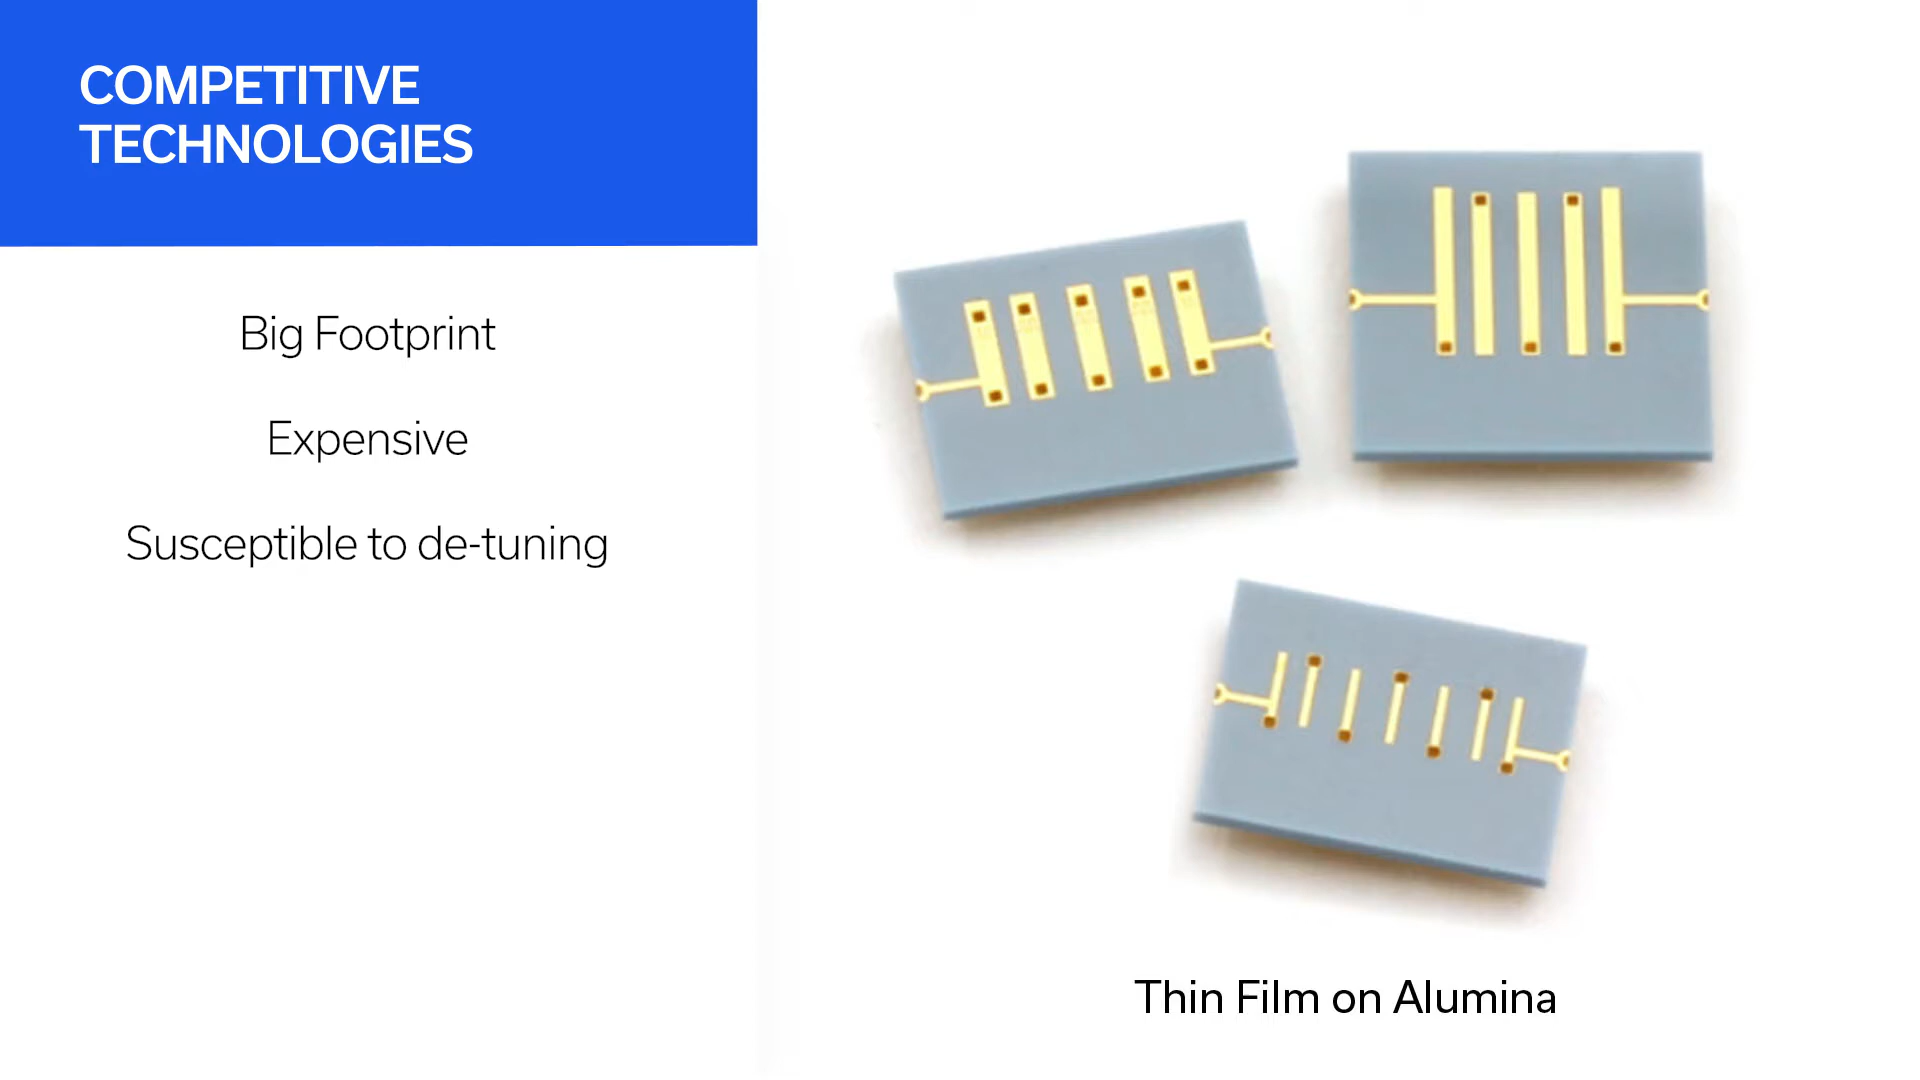 COMPETITIVE
TECHNOLOGIES
Big Footprint
Expensive
Susceptible to de-tuning
Thin Film on Alumina